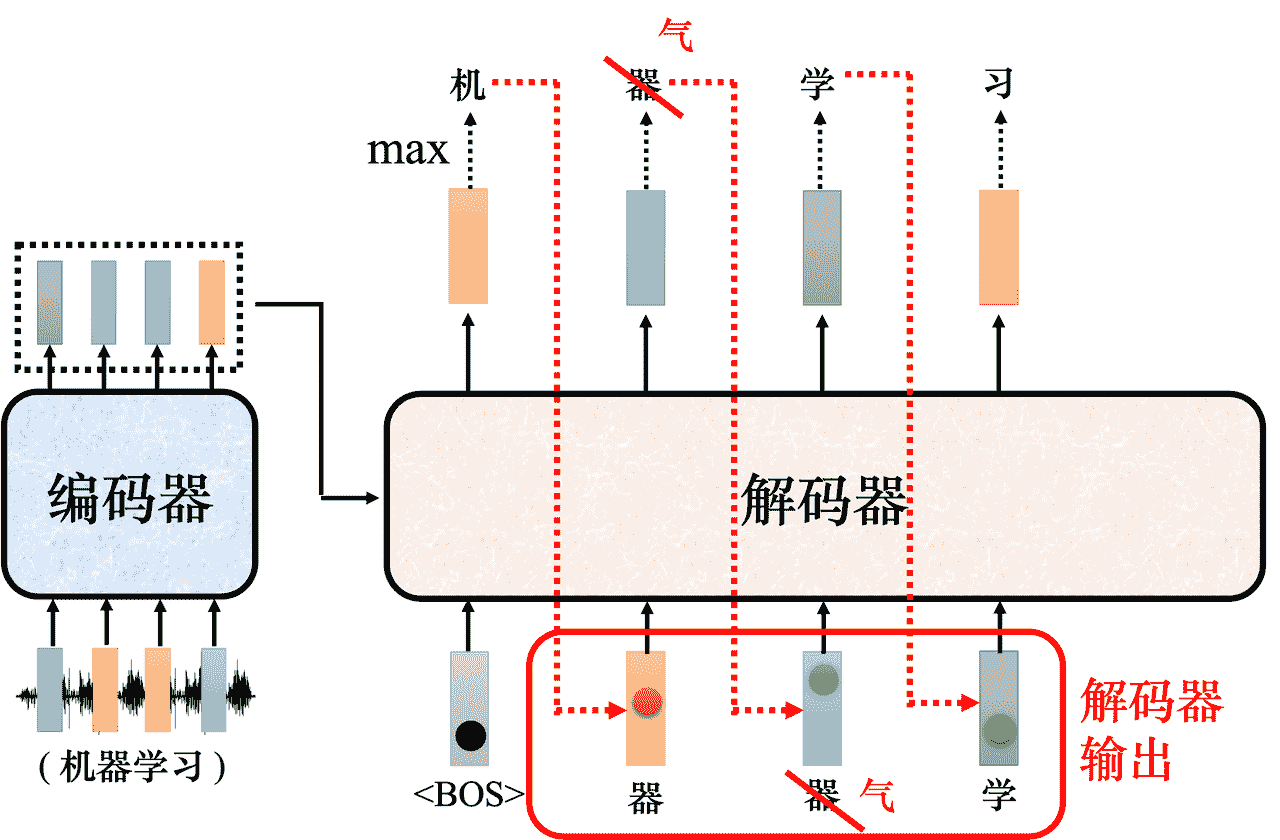 气
机 器 学 习
max
编码器
解码器
(机器学习)
<BOS> 器 器 气 学
解码器
输出